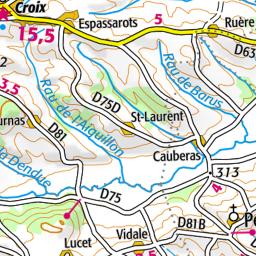 Croix
Espassarots
5
Ruère
15,5
D63
2
3,5
Rau de Barus
D75D
Rau de l'Aiguillon
St-Laurent
urnas
D81
Cauberas
a Dendue
313
D75
4
D81B
Vidale
Lucet